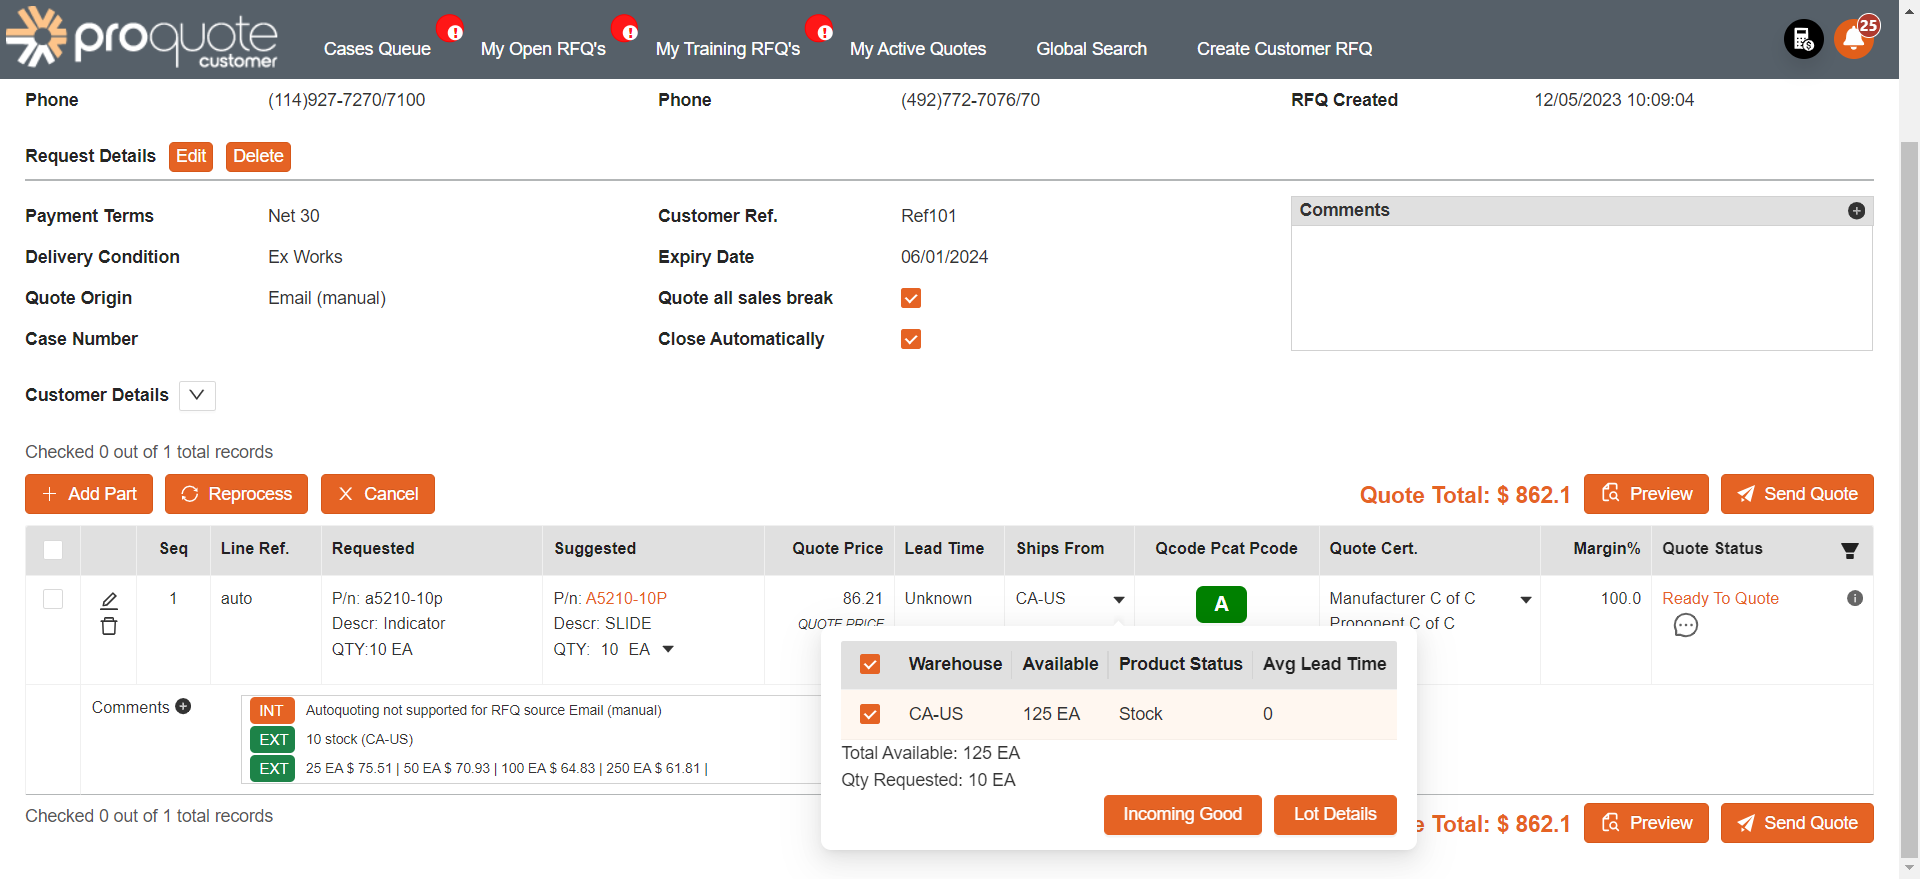 proquote
customer
Cases Queue
My Open RFQ's
My Training RFQ's
My Active Quotes
Global Search
Create Customer RFQ
25
Phone (114)927-7270/7100
Phone (492)772-7076/70
RFQ Created 12/05/2023 10:09:04
Request Details Edit Delete
Payment Terms Net 30
Customer Ref. Ref101
Comments
Delivery Condition Ex Works
Expiry Date 06/01/2024
Quote Origin Email (manual)
Quote all sales break
Case Number
Close Automatically
Customer Details
Checked 0 out of 1 total records
Add Part Reprocess Cancel
Quote Total: $ 862.1 Preview Send Quote
Seq Line Ref. Requested Suggested Quote Price Lead Time Ships From Qcode Pcat Pcode Quote Cert. Margin% Quote Status
1 auto P/n: a5210-10p P/n: A5210-10P 86.21 Unknown CA-US A Manufacturer C of C 100.0 Ready To Quote
Descr: Indicator Descr: SLIDE QUOTE PRICE Proponent C of C
QTY:10 EA QTY: 10 EA
Warehouse Available Product Status Avg Lead Time
CA-US 125 EA Stock 0
Total Available: 125 EA
Qty Requested: 10 EA
Incoming Good Lot Details
Comments
INT Autoquoting not supported for RFQ source Email (manual)
EXT 10 stock (CA-US)
EXT 25 EA $ 75.51 | 50 EA $ 70.93 | 100 EA $ 64.83 | 250 EA $ 61.81 |
Checked 0 out of 1 total records
e Total: $ 862.1 Preview Send Quote